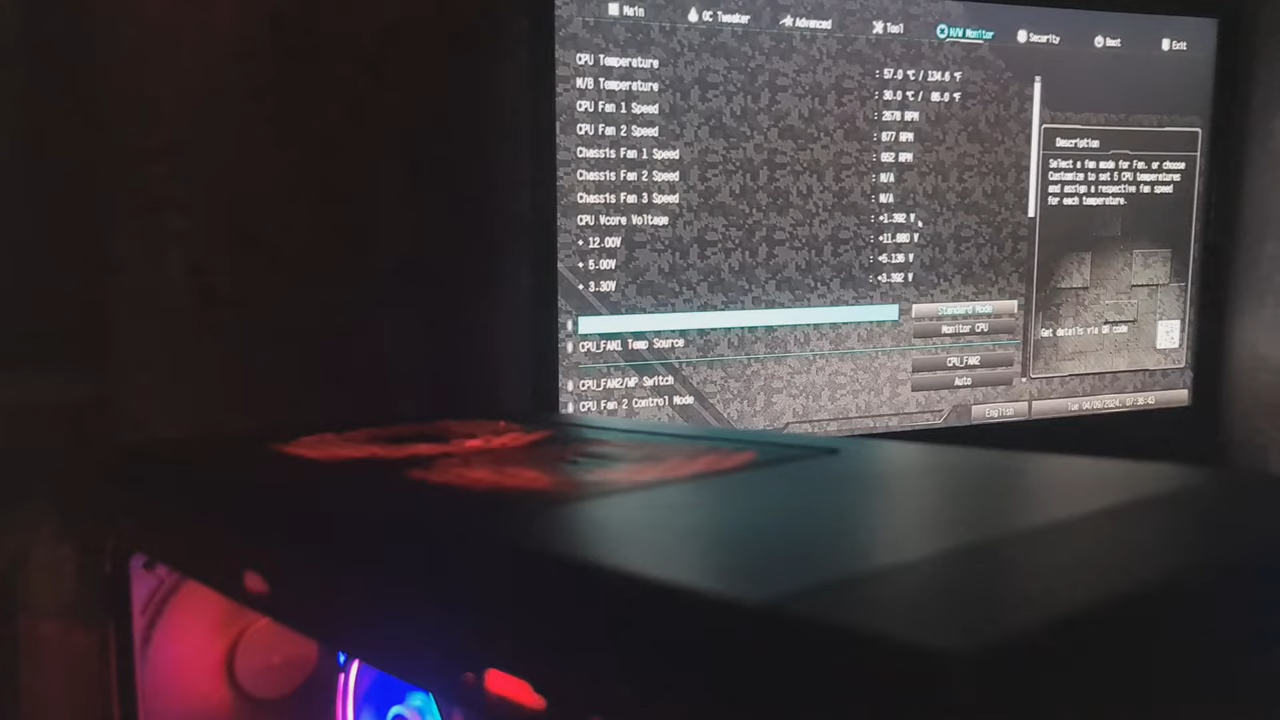 Main OC Tweaker Advanced Tool H/W Monitor Security Boot Exit
CPU Temperature : 57.0 °C / 134.6 °F
M/B Temperature : 30.0 °C / 86.0 °F
CPU Fan 1 Speed : 2678 RPM
CPU Fan 2 Speed : 877 RPM
Chassis Fan 1 Speed : 652 RPM
Chassis Fan 2 Speed : N/A
Chassis Fan 3 Speed : N/A
CPU Vcore Voltage : +1.392 V
+ 12.00V : +11.880 V
+ 5.00V : +5.136 V
+ 3.30V : +3.392 V
Standard Mode
CPU_FAN1 Temp Source Monitor CPU
CPU_FAN2/WP Switch CPU_FAN2
CPU Fan 2 Control Mode Auto
Description
Select a fan mode for Fan, or choose
Customize to set 5 CPU temperatures
and assign a respective fan speed
for each temperature.
Get details via QR code
English Tue 04/09/2024, 07:36:43